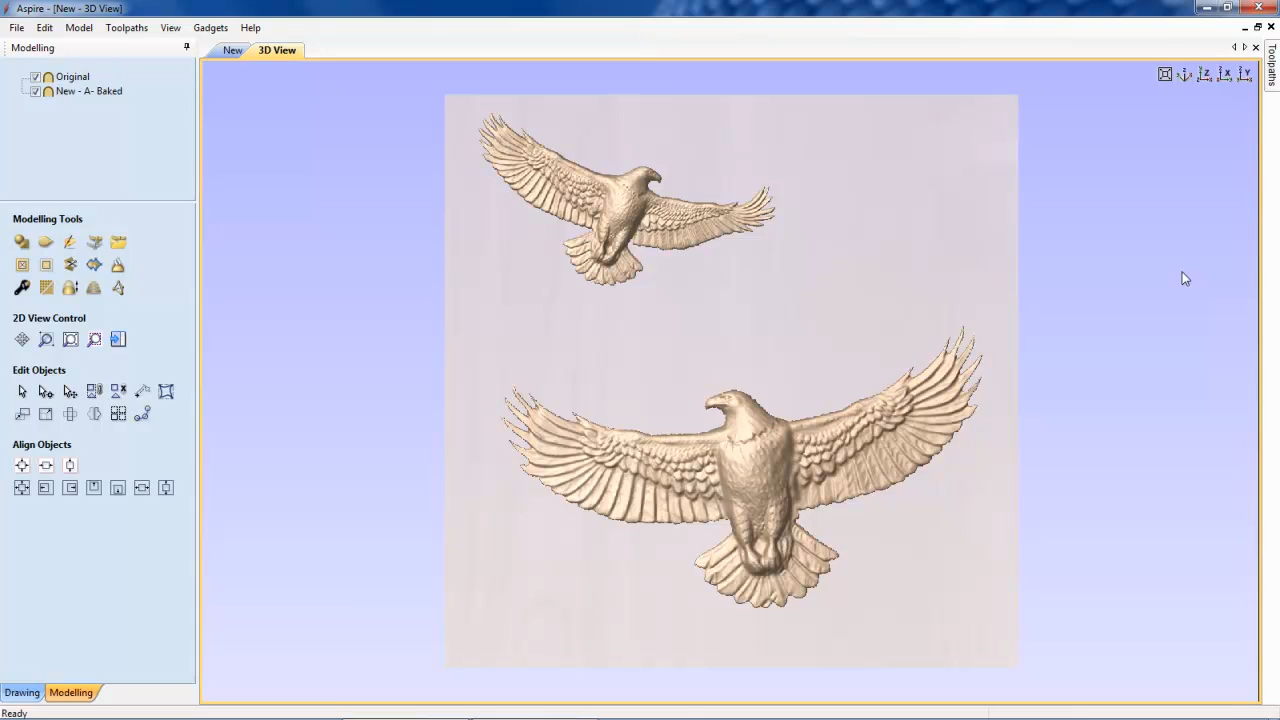 Aspire - [New - 3D View]
File Edit Model Toolpaths View Gadgets Help
Modelling
New 3D View
Toolpaths
Original
New - A- Baked
Modelling Tools
2D View Control
Edit Objects
Align Objects
Drawing Modelling
Ready